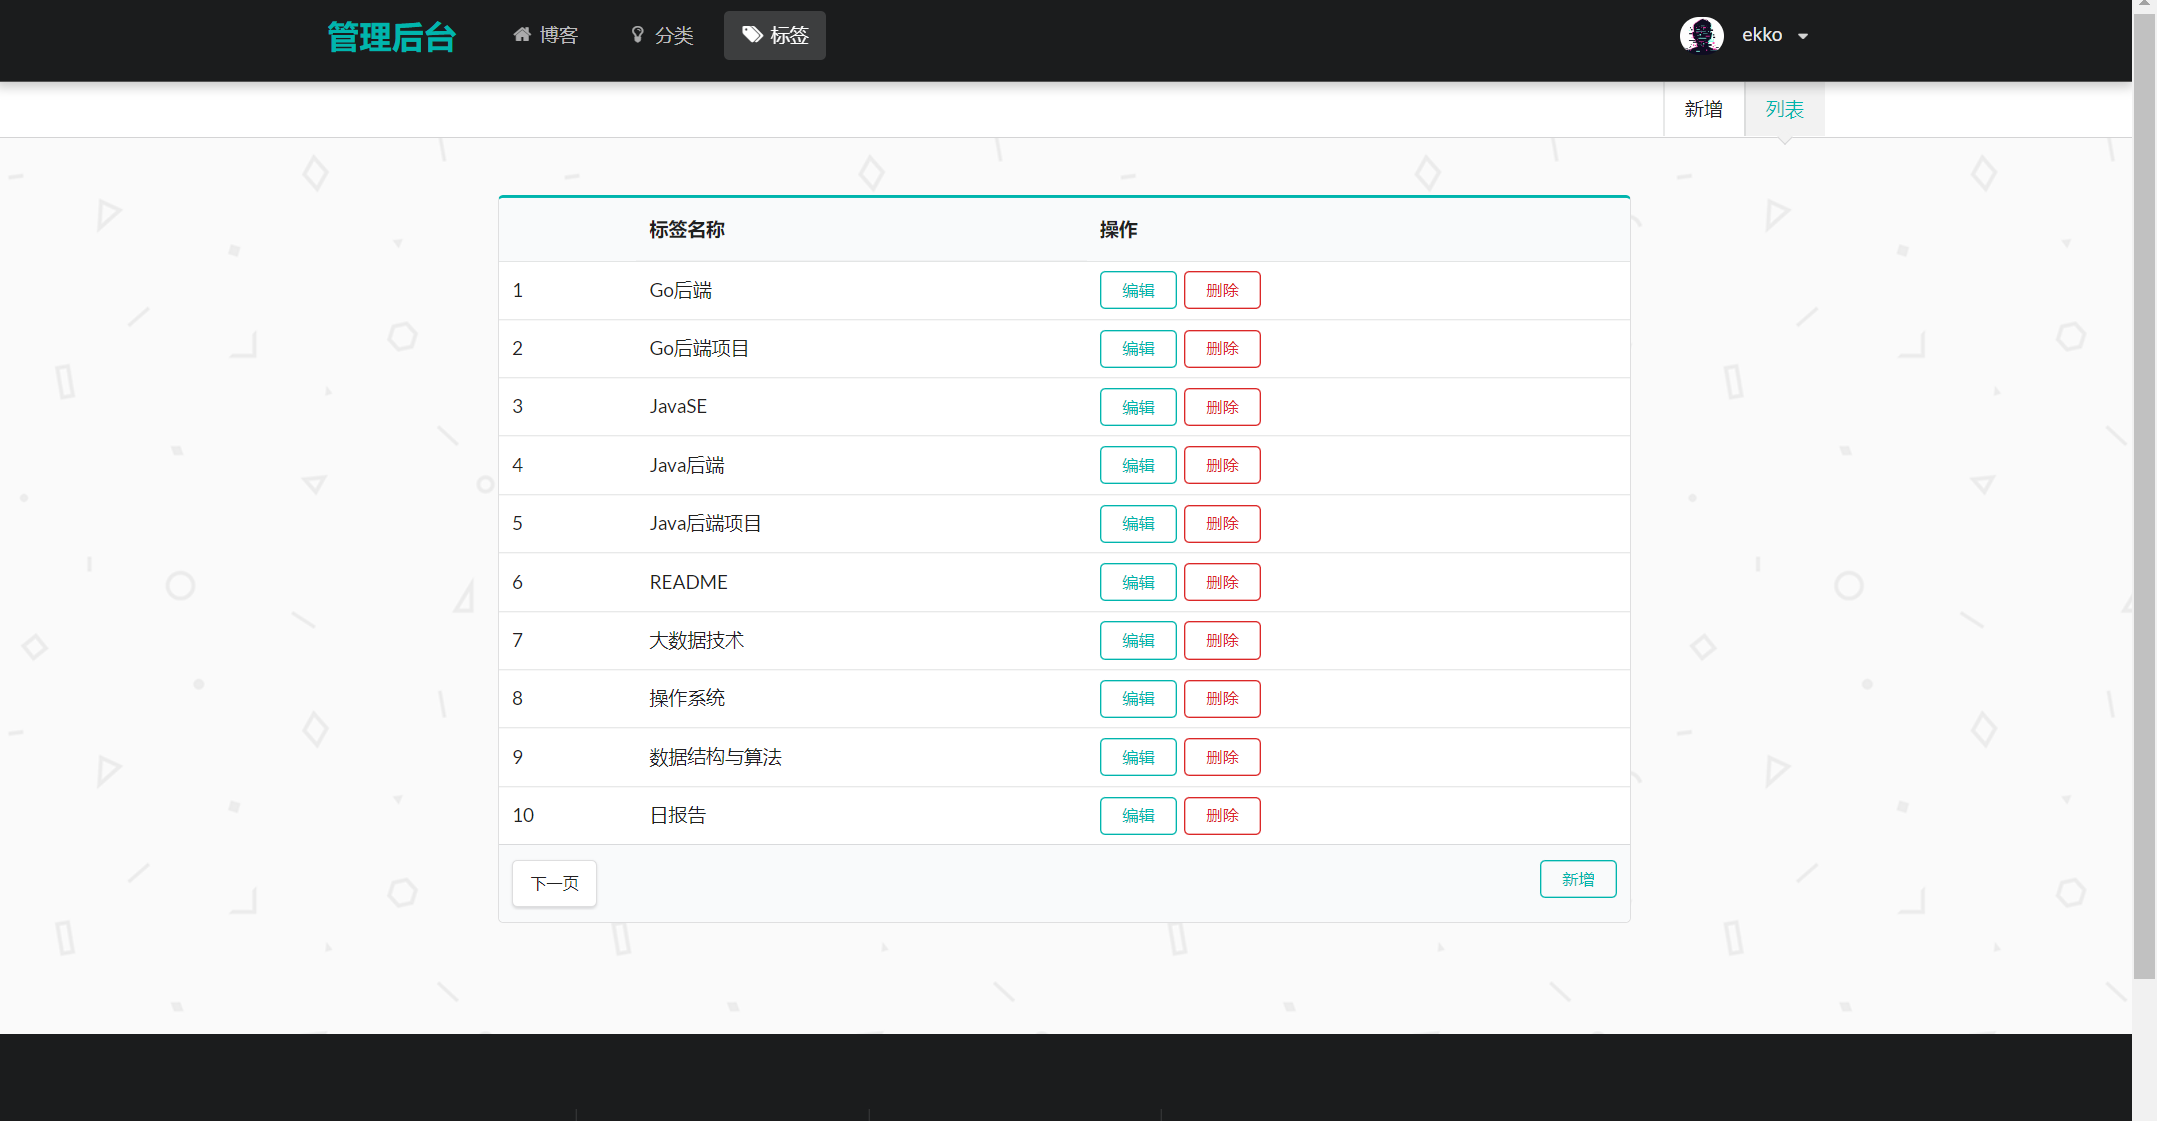 管理后台 博客 分类 标签 ekko
新增 列表
标签名称 操作
1 Go后端 编辑 删除
2 Go后端项目 编辑 删除
3 JavaSE 编辑 删除
4 Java后端 编辑 删除
5 Java后端项目 编辑 删除
6 README 编辑 删除
7 大数据技术 编辑 删除
8 操作系统 编辑 删除
9 数据结构与算法 编辑 删除
10 日报告 编辑 删除
下一页 新增